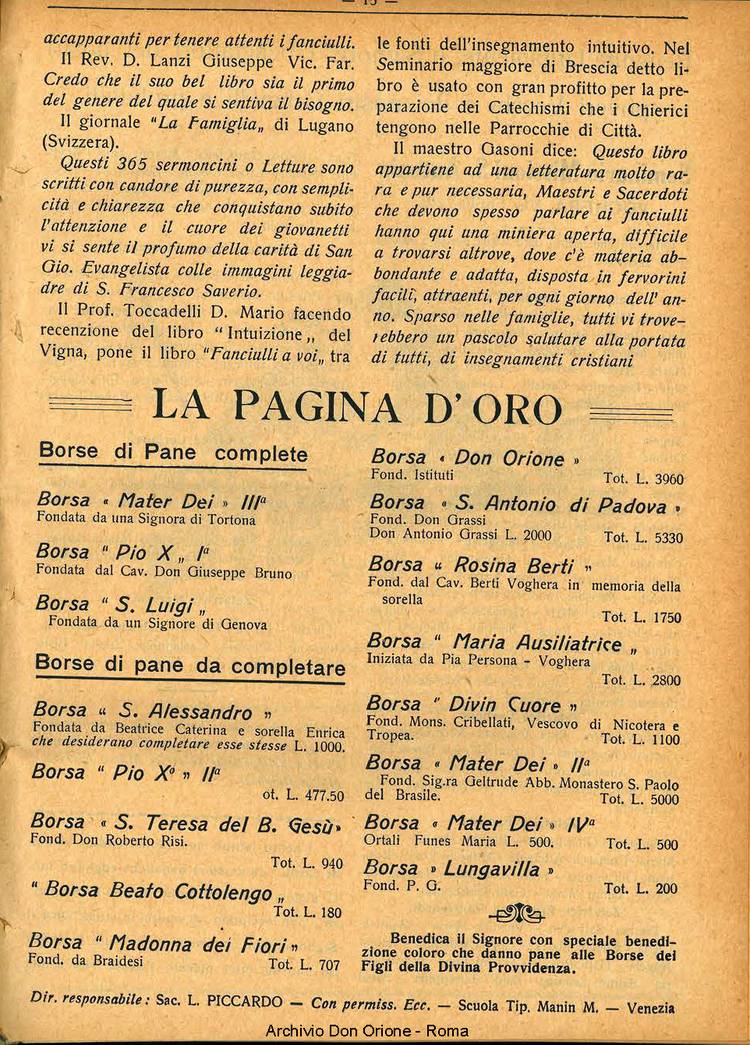 — 15 —
accapparanti per tenere attenti i fanciulli.
Il Rev. D. Lanzi Giuseppe Vic. Far.
Credo che il suo bel libro sia il primo
del genere del quale si sentiva il bisogno.
Il giornale "La Famiglia„ di Lugano
(Svizzera).
Questi 365 sermoncini o Letture sono
scritti con candore di purezza, con sempli-
cità e chiarezza che conquistano subito
l'attenzione e il cuore dei giovanetti
vi si sente il profumo della carità di San
Gio. Evangelista colle immagini leggia-
dre di S. Francesco Saverio.
Il Prof. Toccadelli D. Mario facendo
recenzione del libro "Intuizione„ del
Vigna, pone il libro "Fanciulli a voi„ tra
le fonti dell'insegnamento intuitivo. Nel
Seminario maggiore di Brescia detto li-
bro è usato con gran profitto per la pre-
parazione dei Catechismi che i Chierici
tengono nelle Parrocchie di Città.
Il maestro Gasoni dice: Questo libro
appartiene ad una letteratura molto ra-
ra e pur necessaria, Maestri e Sacerdoti
che devono spesso parlare ai fanciulli
hanno qui una miniera aperta, difficile
a trovarsi altrove, dove c'è materia ab-
bondante e adatta, disposta in fervorini
facili, attraenti, per ogni giorno dell' an-
no. Sparso nelle famiglie, tutti vi trove-
rebbero un pascolo salutare alla portata
di tutti, di insegnamenti cristiani
LA PAGINA D'ORO
Borse di Pane complete
Borsa « Mater Dei » IIIa
Fondata da una Signora di Tortona
Borsa " Pio X „ Ia
Fondata dal Cav. Don Giuseppe Bruno
Borsa " S. Luigi „
Fondata da un Signore di Genova
Borse di pane da completare
Borsa « S. Alessandro »
Fondata da Beatrice Caterina e sorella Enrica
che desiderano completare esse stesse L. 1000.
Borsa " Pio Xo » IIa
ot. L. 477.50
Borsa « S. Teresa del B. Gesù»
Fond. Don Roberto Risi.
Tot. L. 940
" Borsa Beato Cottolengo „
Tot. L. 180
Borsa " Madonna dei Fiori »
Fond. da Braidesi Tot. L. 707
Borsa « Don Orione »
Fond. Istituti Tot. L. 3960
Borsa « S. Antonio di Padova »
Fond. Don Grassi
Don Antonio Grassi L. 2000 Tot. L. 5330
Borsa « Rosina Berti »
Fond. dal Cav. Berti Voghera in memoria della
sorella
Tot. L. 1750
Borsa " Maria Ausiliatrice „
Iniziata da Pia Persona - Voghera
Tot. L. 2800
Borsa " Divin Cuore »
Fond. Mons. Cribellati, Vescovo di Nicotera e
Tropea. Tot. L. 1100
Borsa « Mater Dei » IIa
Fond. Sig.ra Geltrude Abb. Monastero S. Paolo
del Brasile. Tot. L. 5000
Borsa « Mater Dei » IVa
Ortali Funes Maria L. 500. Tot. L. 500
Borsa » Lungavilla »
Fond. P. G. Tot. L. 200
Benedica il Signore con speciale benedi-
zione coloro che danno pane alle Borse dei
Figli della Divina Provvidenza.
Dir. responsabile: Sac. L. PICCARDO — Con permiss. Ecc. — Scuola Tip. Manin M. — Venezia
Archivio Don Orione - Roma